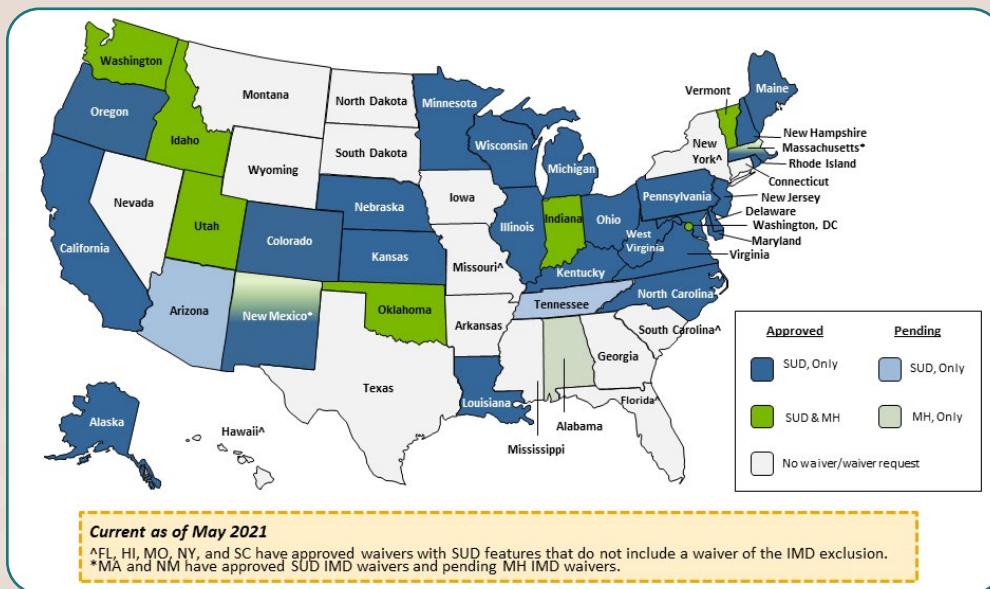 Washington
Oregon
California
Nevada
Idaho
Montana
Wyoming
Utah
Colorado
Arizona
New Mexico*
North Dakota
South Dakota
Nebraska
Kansas
Oklahoma
Texas
Minnesota
Iowa
Missouri^
Arkansas
Louisiana
Wisconsin
Illinois
Michigan
Indiana
Ohio
Kentucky
West
Virginia
Tennessee
Mississippi
Alabama
Georgia
Florida^
South Carolina^
North Carolina
Pennsylvania
New
York^
Vermont
Maine
New Hampshire
Massachusetts*
Rhode Island
Connecticut
New Jersey
Delaware
Washington, DC
Maryland
Virginia
Alaska
Hawaii^
Approved Pending
SUD, Only SUD, Only
SUD & MH MH, Only
No waiver/waiver request
Current as of May 2021
^FL, HI, MO, NY, and SC have approved waivers with SUD features that do not include a waiver of the IMD exclusion.
*MA and NM have approved SUD IMD waivers and pending MH IMD waivers.